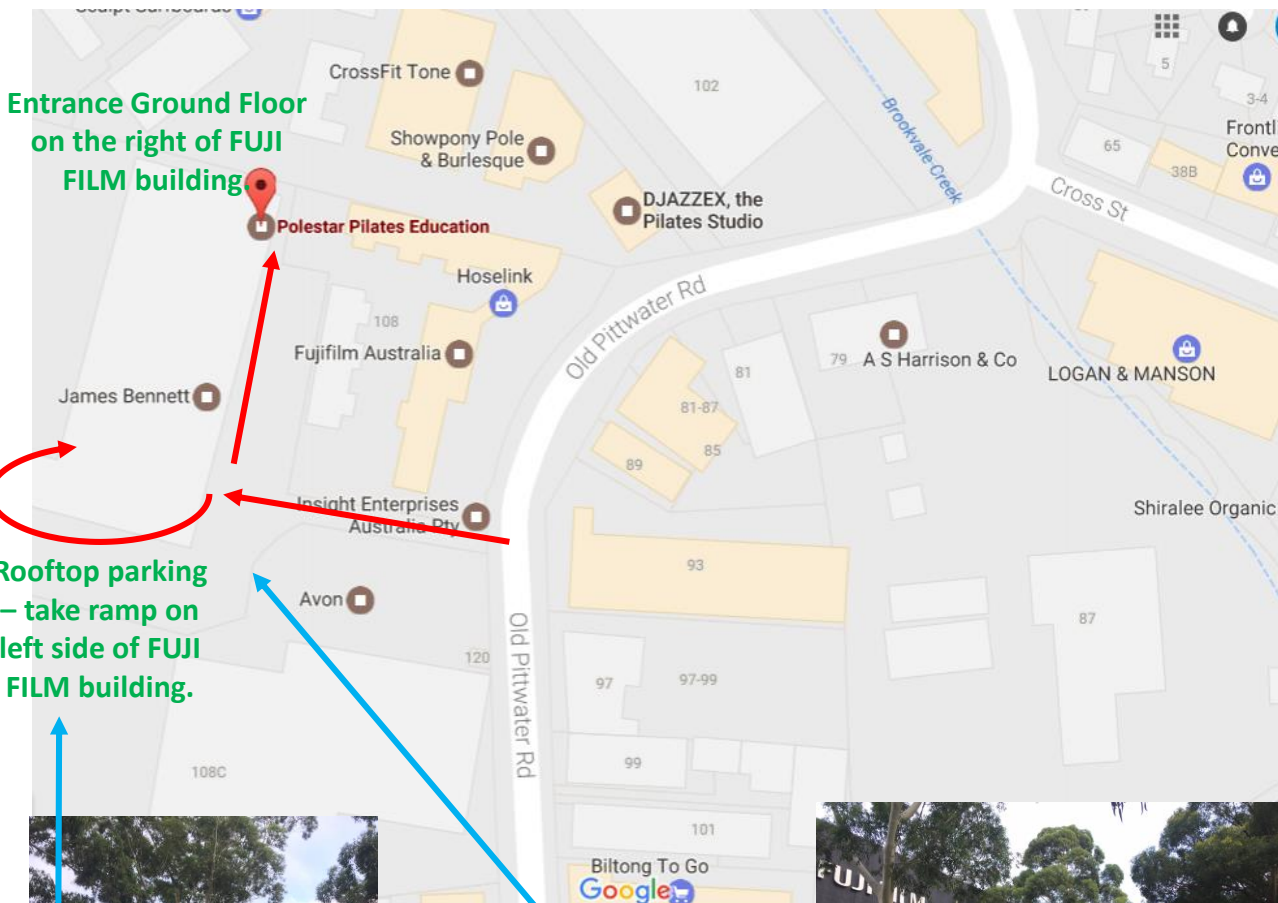 CrossFit Tone
Entrance Ground Floor
on the right of FUJI
FILM building.
Showpony Pole
& Burlesque
102
Brookvale Creek
5
3-4
Frontl
Conve
65
38B
Cross St
DJAZZEX, the
Pilates Studio
Polestar Pilates Education
Hoselink
Old Pittwater Rd
108
Fujifilm Australia
79
A S Harrison & Co
LOGAN & MANSON
81
81-87
85
89
James Bennett
Insight Enterprises
Australia Pty
Shiralee Organic
Rooftop parking
– take ramp on
left side of FUJI
FILM building.
Avon
93
87
120
Old Pittwater Rd
97
97-99
99
108C
101
Biltong To Go
Google